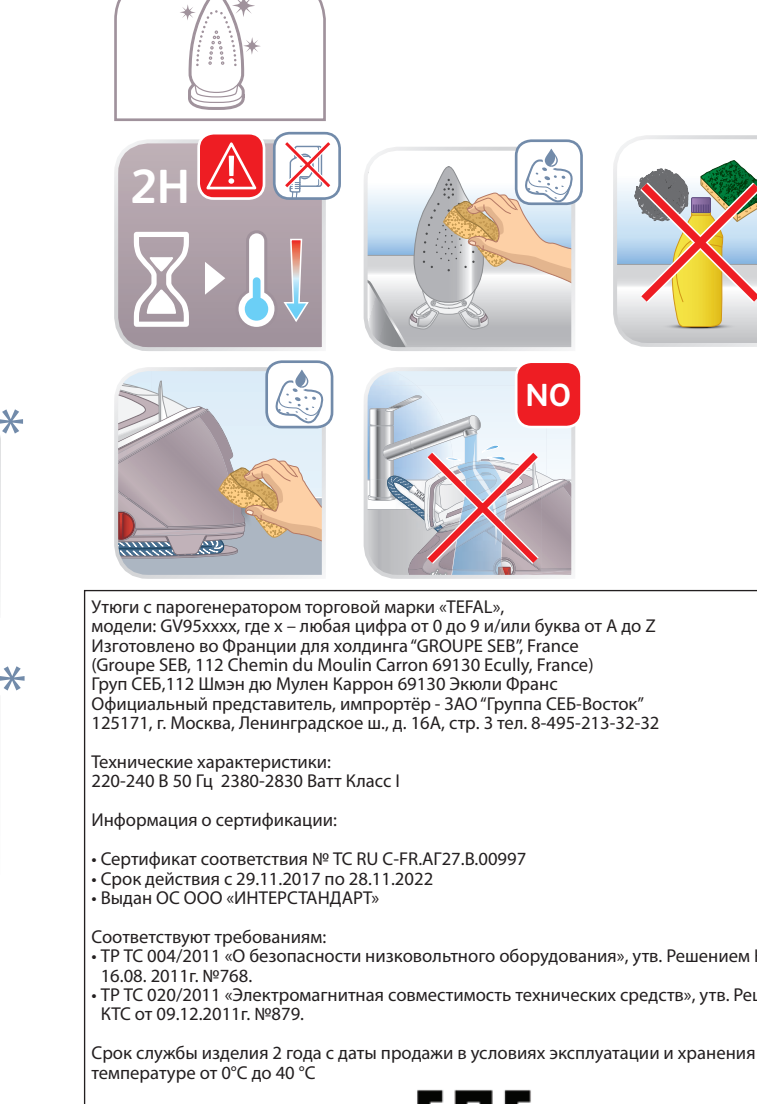 2H
NO
Утюги с парогенератором торговой марки «TEFAL»,
модели: GV95xxxx, где x – любая цифра от 0 до 9 и/или буква от А до Z
Изготовлено во Франции для холдинга “GROUPE SEB”, France
(Groupe SEB, 112 Chemin du Moulin Carron 69130 Ecully, France)
Груп СЕБ,112 Шмэн дю Мулен Каррон 69130 Экюли Франс
Официальный представитель, импрортёр - ЗАО “Группа СЕБ-Восток”
125171, г. Москва, Ленинградское ш., д. 16А, стр. 3 тел. 8-495-213-32-32
Технические характеристики:
220-240 В 50 Гц 2380-2830 Ватт Класс I
Информация о сертификации:
• Сертификат соответствия № ТС RU C-FR.АГ27.В.00997
• Срок действия с 29.11.2017 по 28.11.2022
• Выдан ОС ООО «ИНТЕРСТАНДАРТ»
Соответствуют требованиям:
• ТР ТС 004/2011 «О безопасности низковольтного оборудования», утв. Решением
16.08. 2011г. №768.
• ТР ТС 020/2011 «Электромагнитная совместимость технических средств», утв.
КТС от 09.12.2011г. №879.
Срок службы изделия 2 года с даты продажи в условиях эксплуатации и хранения
температуре от 0°С до 40 °С